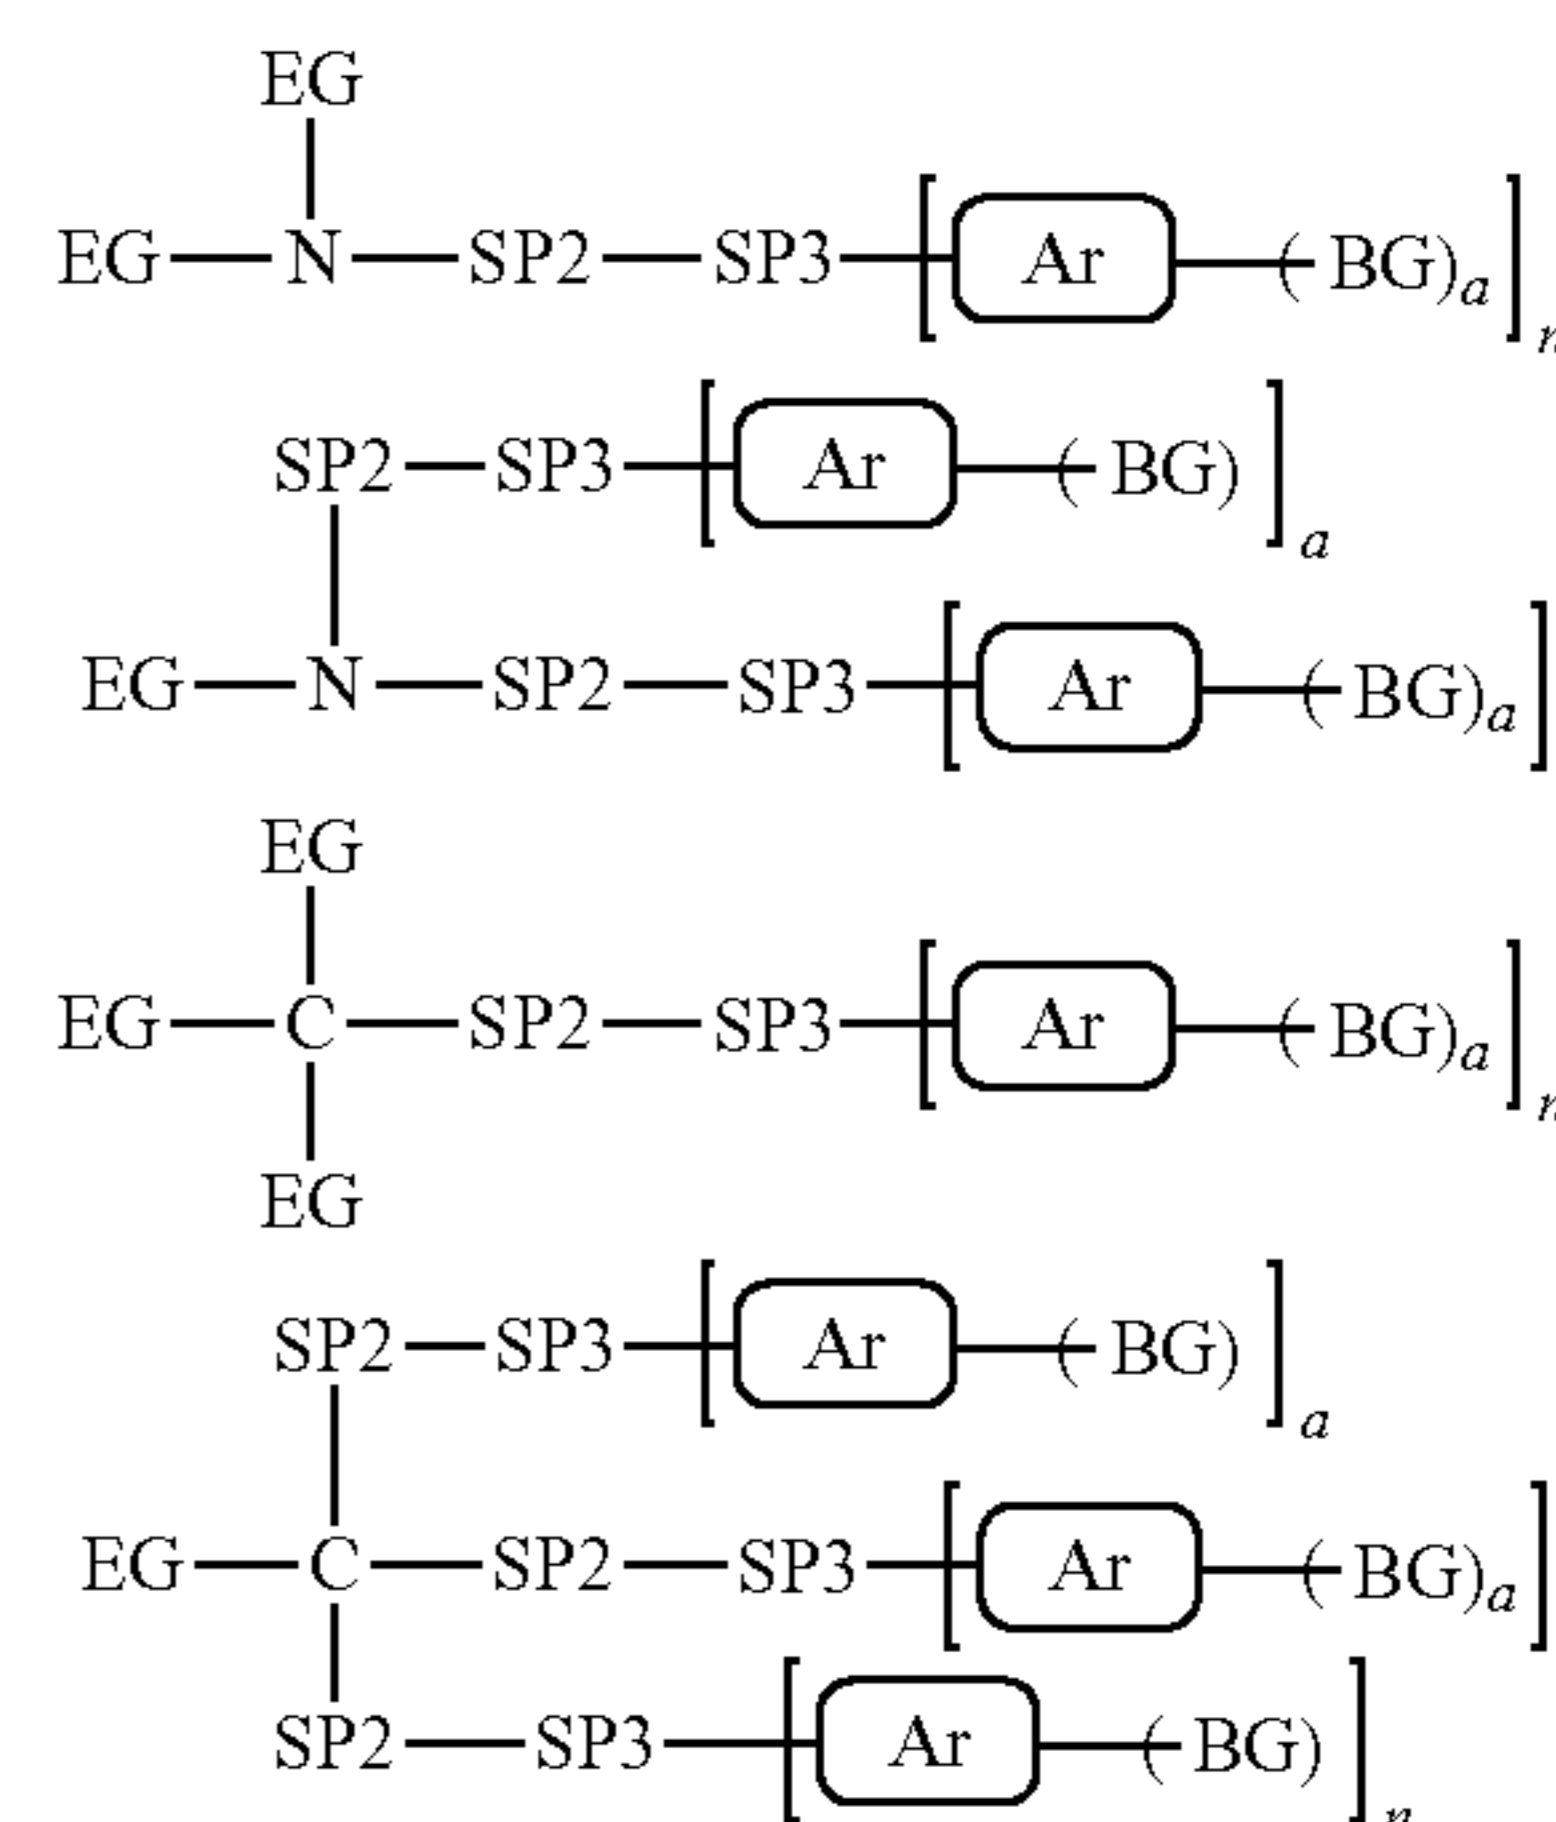 EG
EG N SP2 SP3 [ Ar ( BG)a ]n
SP2 SP3 [ Ar ( BG) ]a
EG N SP2 SP3 [ Ar ( BG)a ]
EG
EG C SP2 SP3 [ Ar ( BG)a ]n
EG
SP2 SP3 [ Ar ( BG) ]a
EG C SP2 SP3 [ Ar ( BG)a ]
SP2 SP3 [ Ar ( BG) ]n